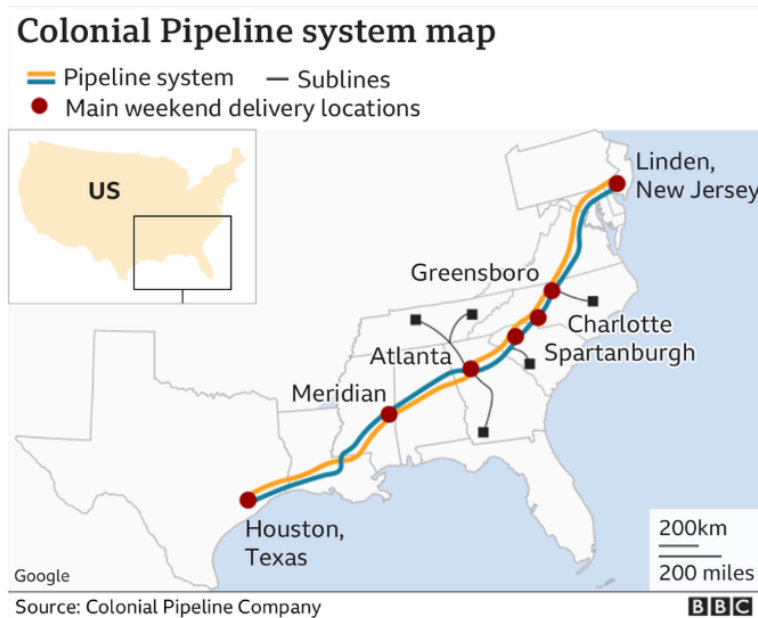 Colonial Pipeline system map
Pipeline system
Sublines
Main weekend delivery locations
US
Linden,
New Jersey
Greensboro
Charlotte
Spartanburgh
Atlanta
Meridian
Houston,
Texas
200km
200 miles
Google
Source: Colonial Pipeline Company
BBC